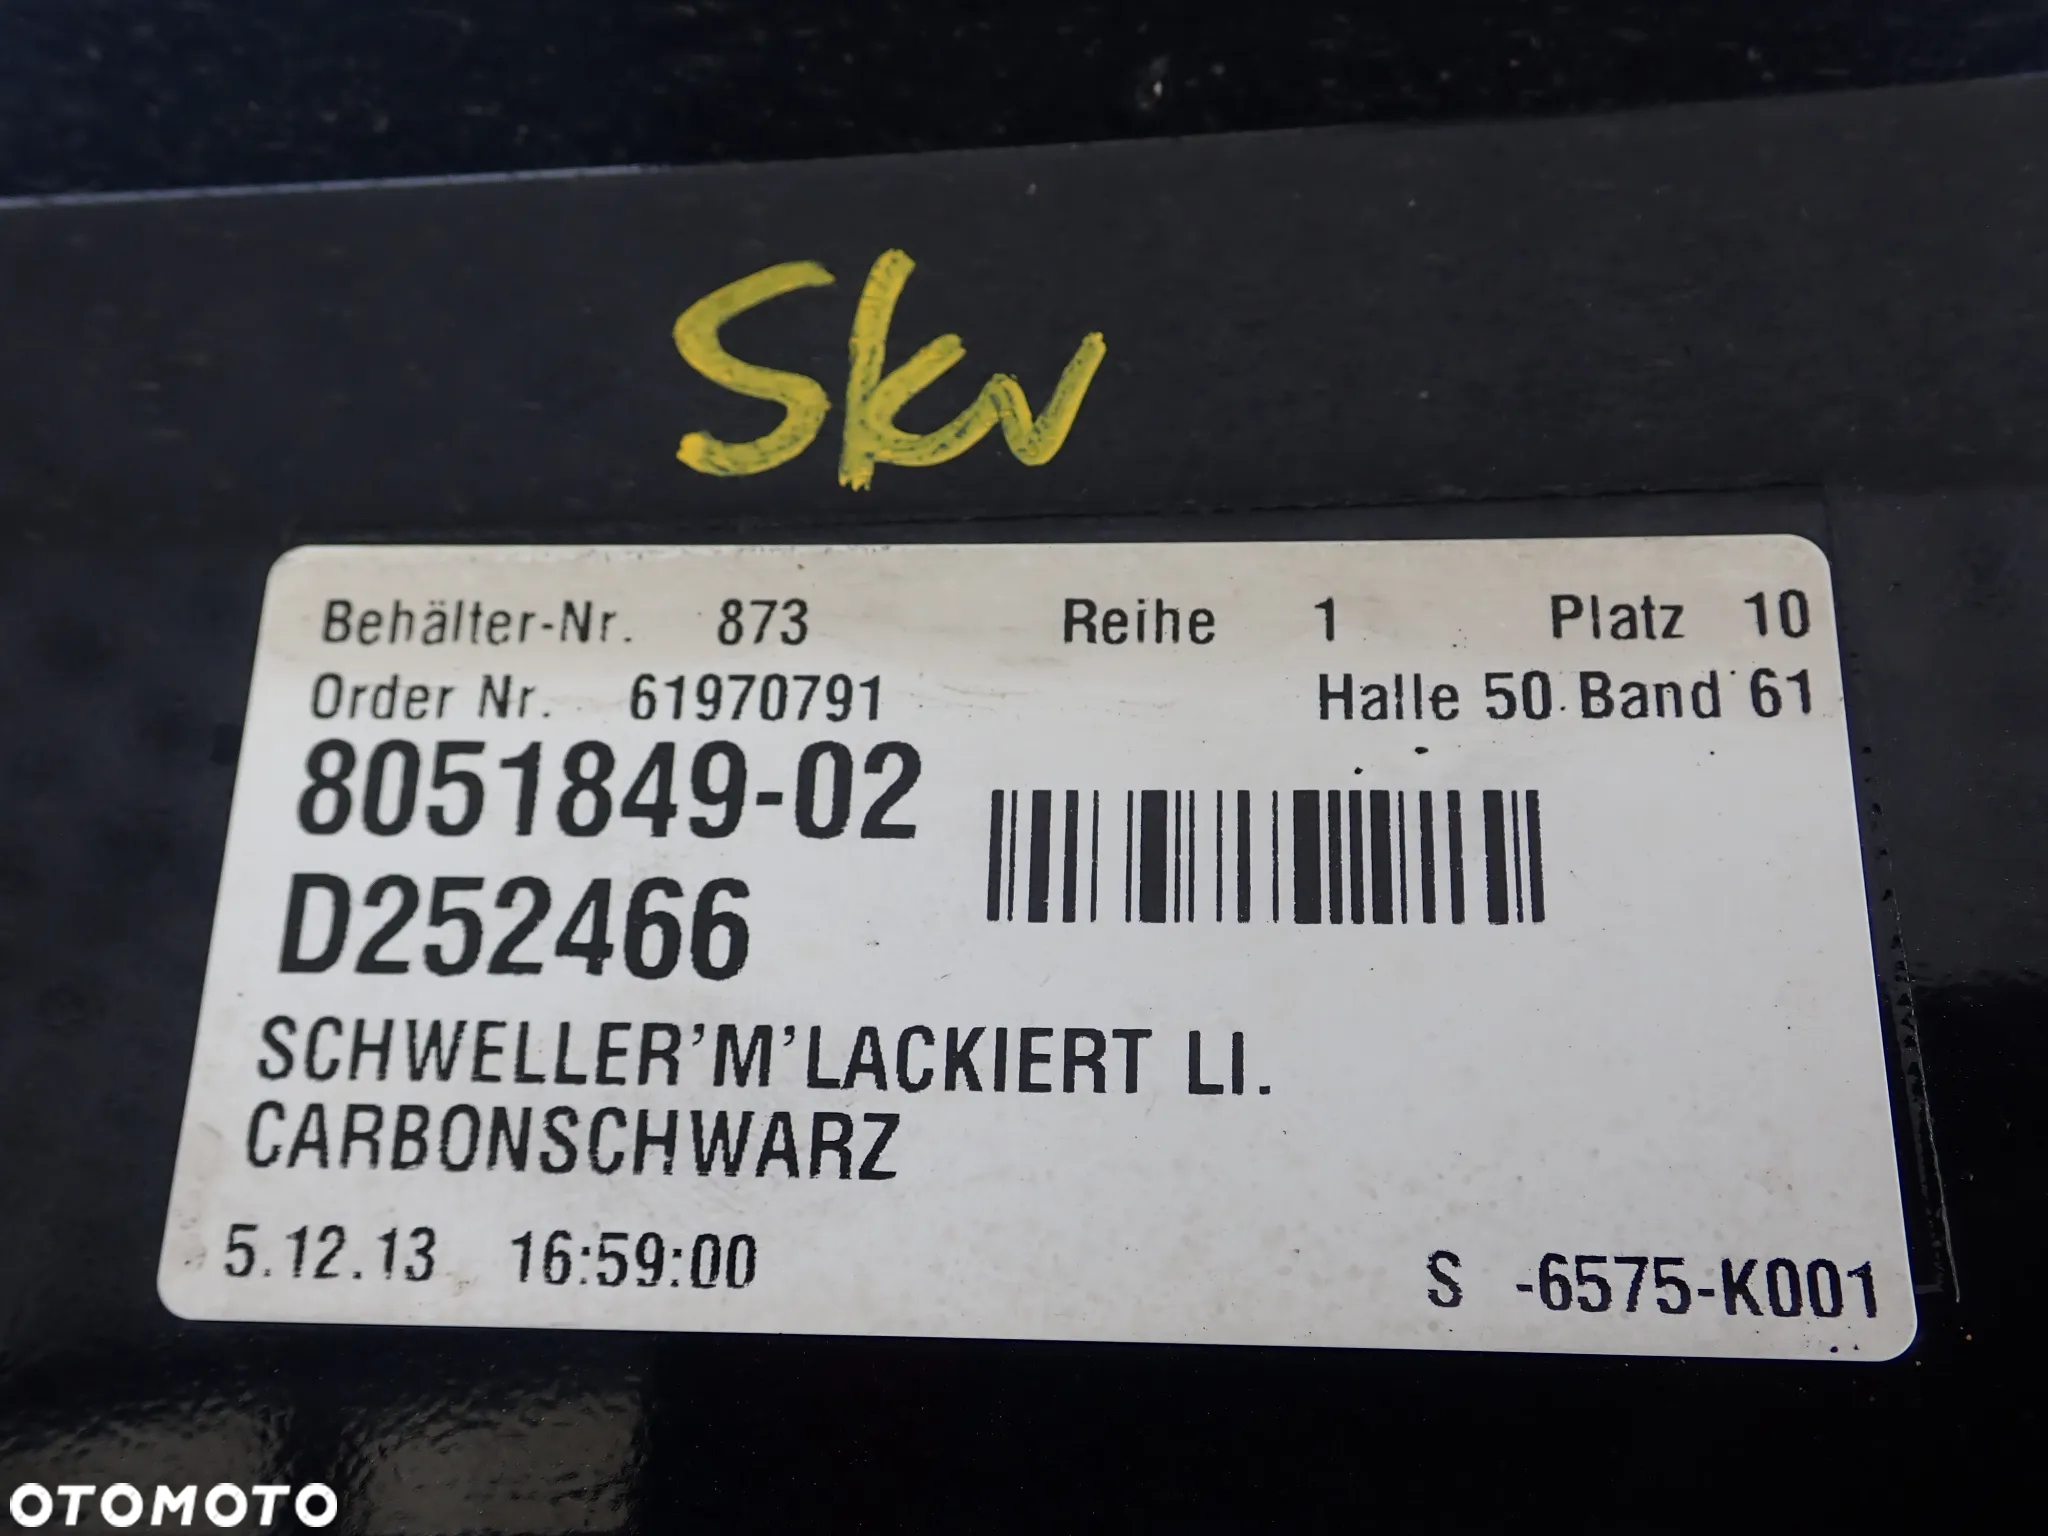 Skv
Behälter-Nr. 873 Reihe 1 Platz 10
Order Nr. 61970791 Halle 50 Band 61
8051849-02
D252466
SCHWELLER'M'LACKIERT LI.
CARBONSCHWARZ
5.12.13 16:59:00 S -6575-K001
OTOMOTO